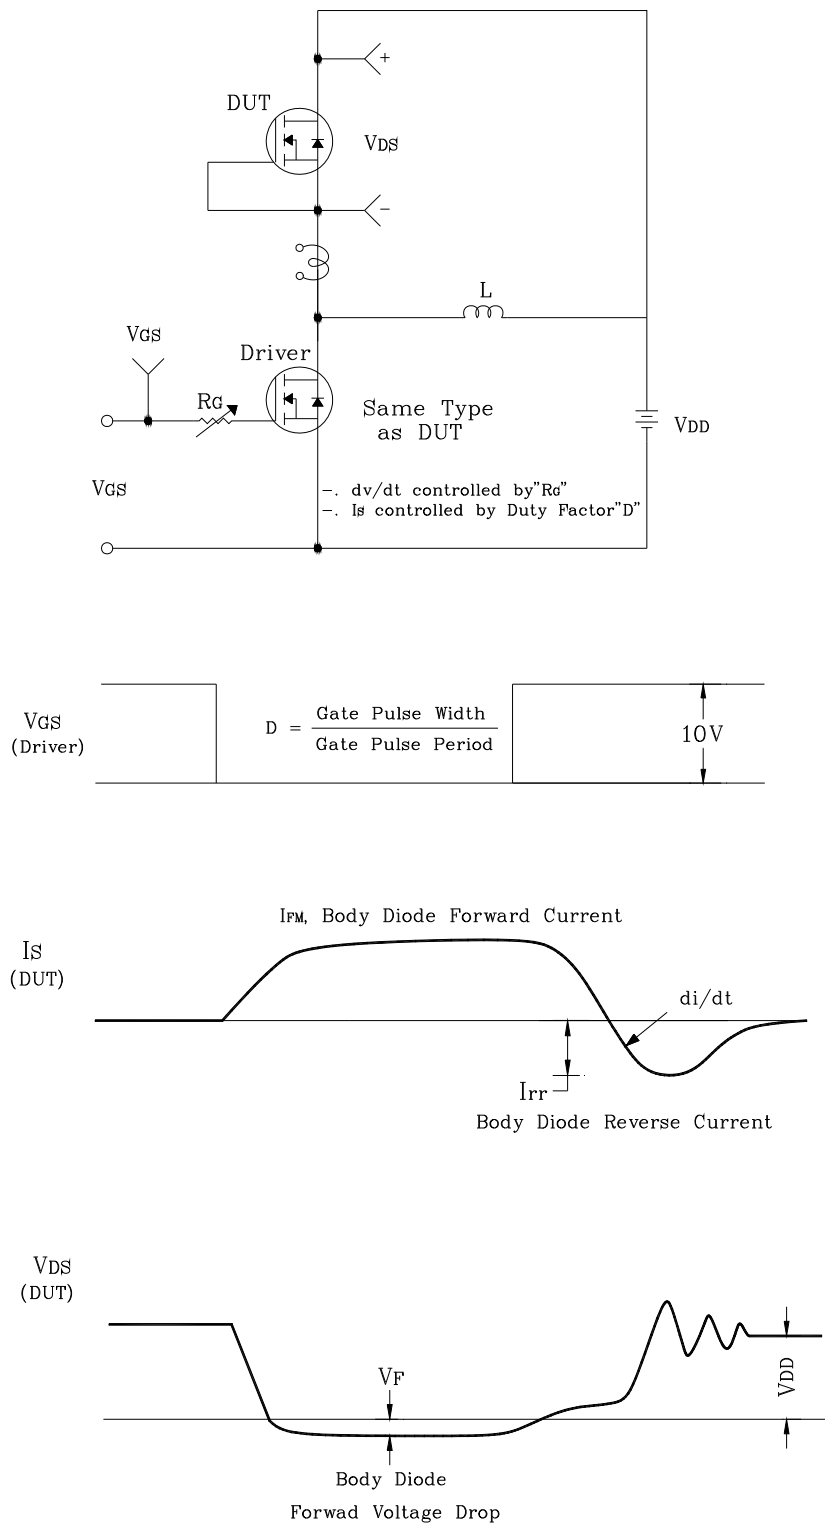 +
DUT
VDS
−
L
VGS
Driver
RG
Same Type
as DUT
VDD
VGS
−. dv/dt controlled by"RG"
−. IS controlled by Duty Factor"D"
VGS
(Driver)
D = Gate Pulse Width
Gate Pulse Period
10V
IFM, Body Diode Forward Current
IS
(DUT)
di/dt
Irr
Body Diode Reverse Current
VDS
(DUT)
VF
VDD
Body Diode
Forwad Voltage Drop